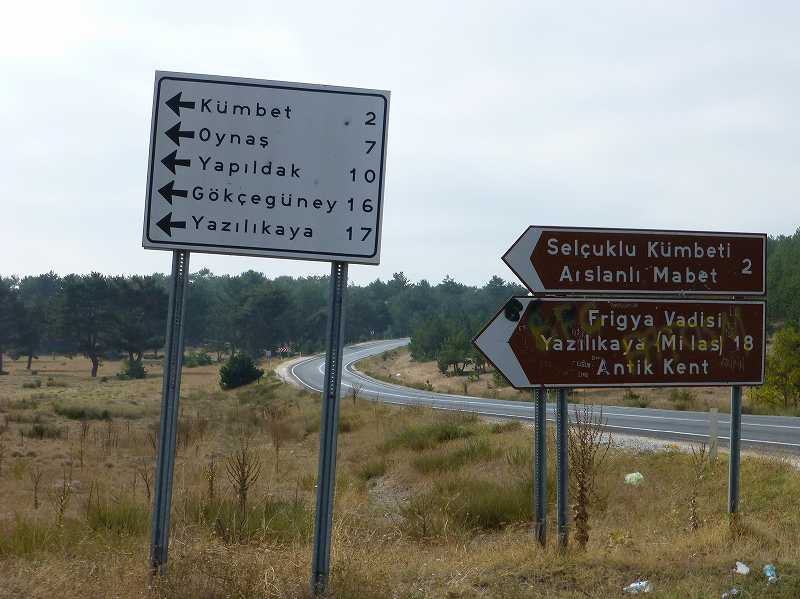 Kümbet 2
Oynaş 7
Yapıldak 10
Gökçegüney 16
Yazılıkaya 17
Selçuklu Kümbeti
Arslanlı Mabet 2
Frigya Vadisi
Yazılıkaya (Midas) 18
Antik Kent